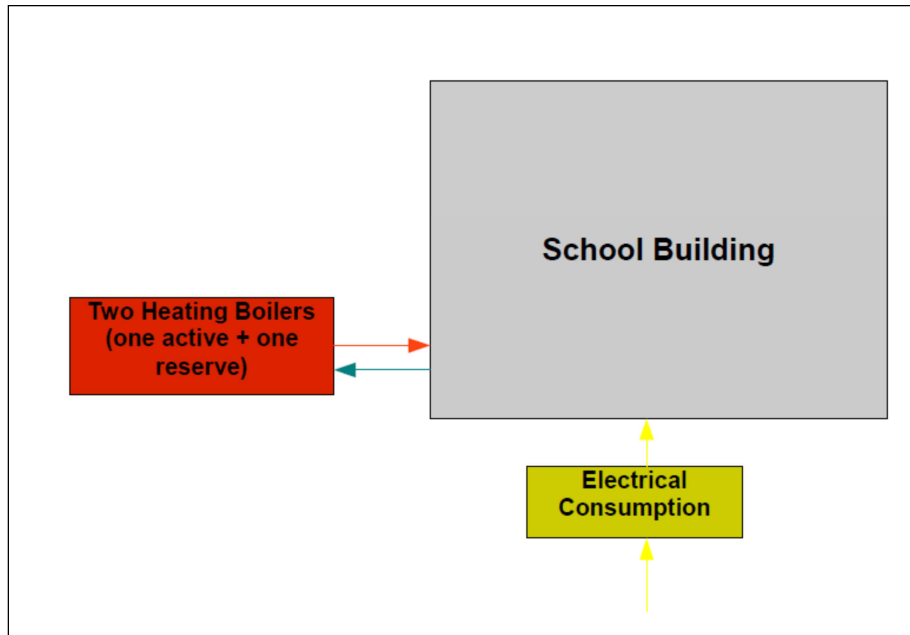 School Building
Two Heating Boilers
(one active + one
reserve)
Electrical
Consumption